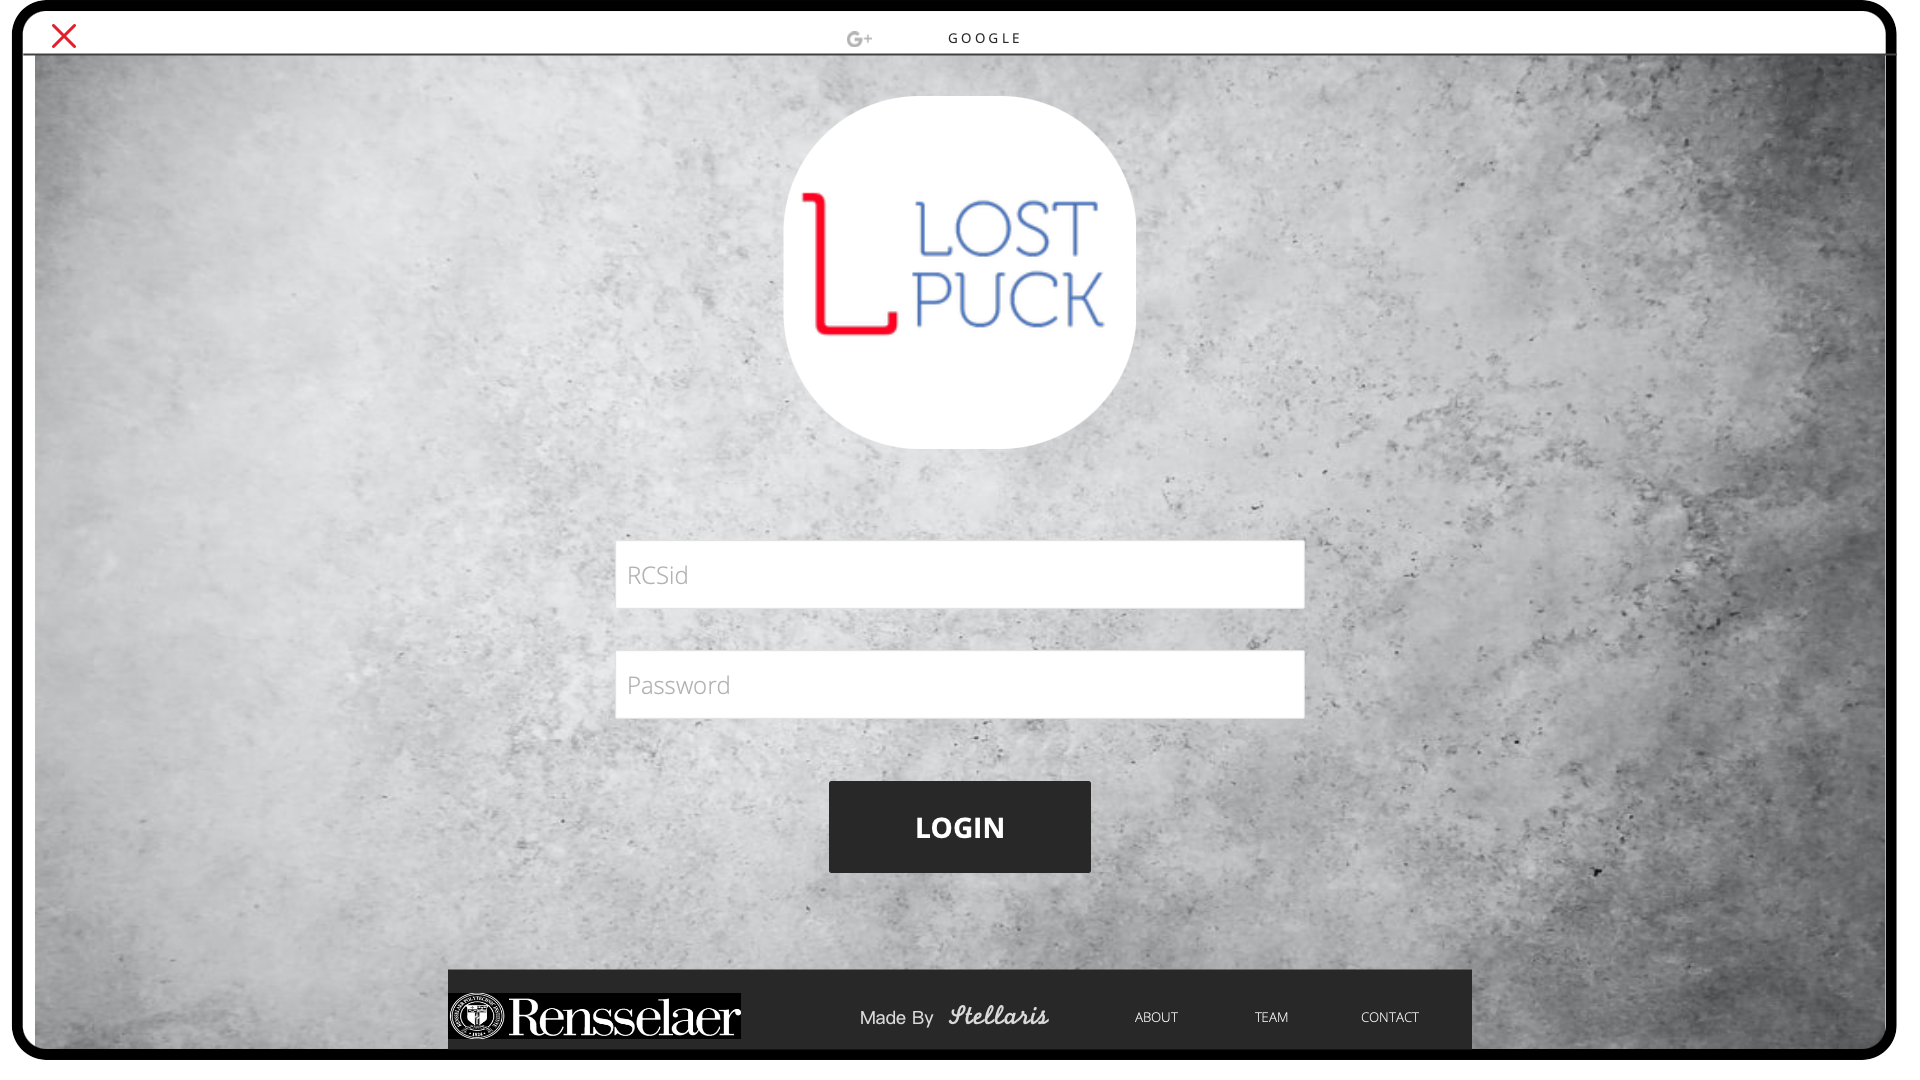 G+ GOOGLE
L LOST
PUCK
RCSid
Password
LOGIN
Rensselaer Made By Stellaris ABOUT TEAM CONTACT